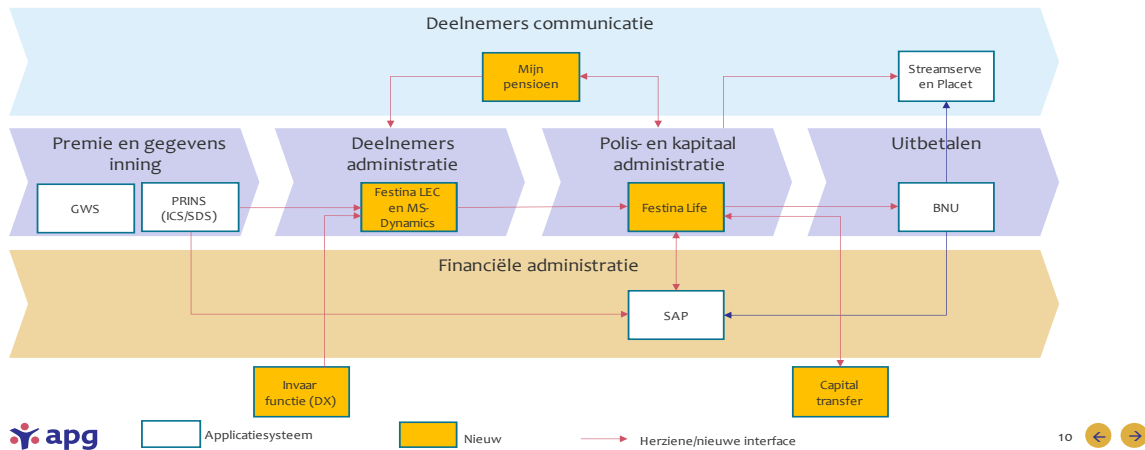 Deelnemers communicatie
Mijn
pensioen
Streamserve
en Placet
Premie en gegevens
inning
Deelnemers
administratie
Polis- en kapitaal
administratie
Uitbetalen
GWS
PRINS
(ICS/SDS)
Festina LEC
en MS-
Dynamics
Festina Life
BNU
Financiële administratie
SAP
Invaar
functie (DX)
Capital
transfer
apg
Applicatiesysteem
Nieuw
Herziene/nieuwe interface
10